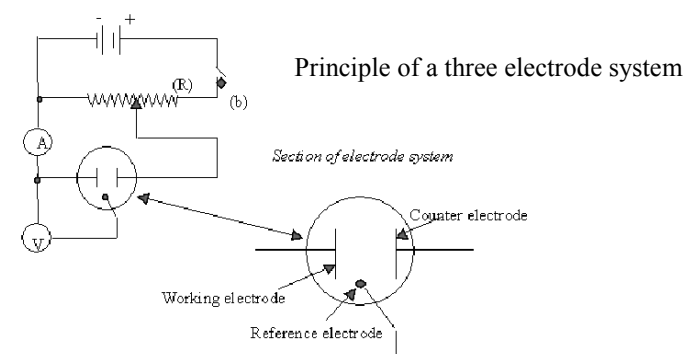 - +
Principle of a three electrode system
(R)
(b)
A
Section of electrode system
Counter electrode
V
Working electrode
Reference electrode